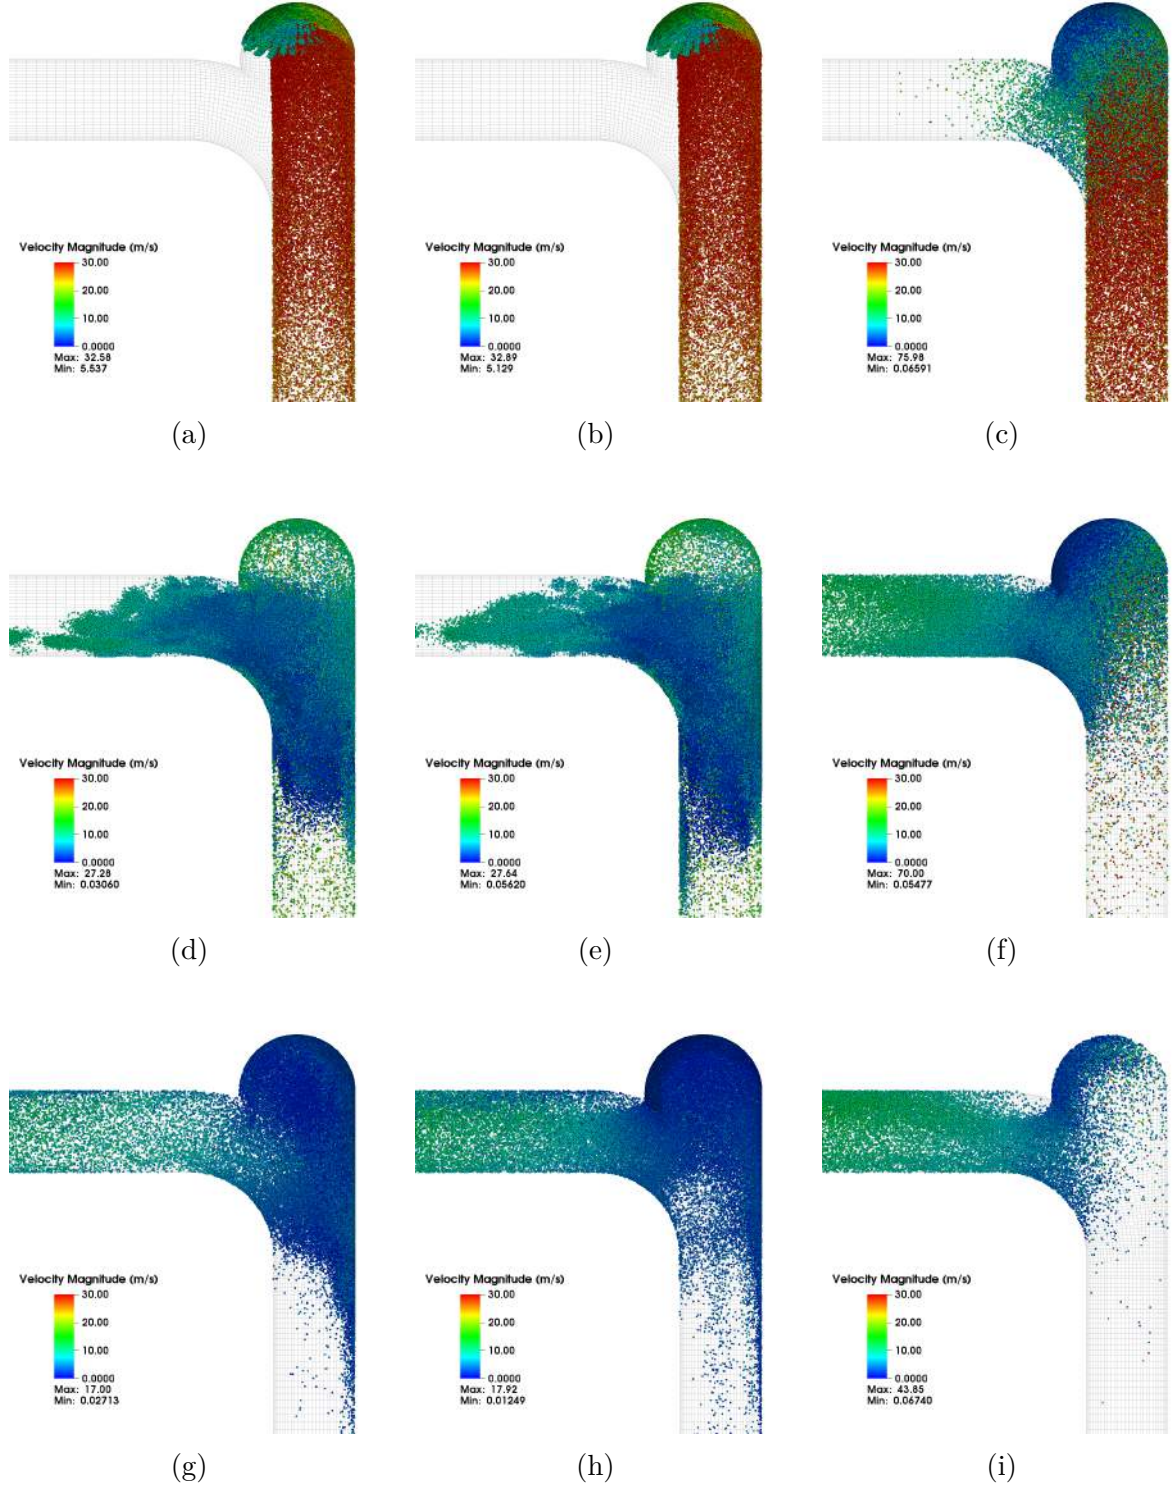 Velocity Magnitude (m/s)
30.00
20.00
10.00
0.0000
Max: 32.58
Min: 5.537
(a)
Velocity Magnitude (m/s)
30.00
20.00
10.00
0.0000
Max: 32.89
Min: 5.129
(b)
Velocity Magnitude (m/s)
30.00
20.00
10.00
0.0000
Max: 75.98
Min: 0.06591
(c)
Velocity Magnitude (m/s)
30.00
20.00
10.00
0.0000
Max: 27.28
Min: 0.03060
(d)
Velocity Magnitude (m/s)
30.00
20.00
10.00
0.0000
Max: 27.64
Min: 0.05620
(e)
Velocity Magnitude (m/s)
30.00
20.00
10.00
0.0000
Max: 70.00
Min: 0.05477
(f)
Velocity Magnitude (m/s)
30.00
20.00
10.00
0.0000
Max: 17.00
Min: 0.02713
(g)
Velocity Magnitude (m/s)
30.00
20.00
10.00
0.0000
Max: 17.92
Min: 0.01249
(h)
Velocity Magnitude (m/s)
30.00
20.00
10.00
0.0000
Max: 43.85
Min: 0.06740
(i)